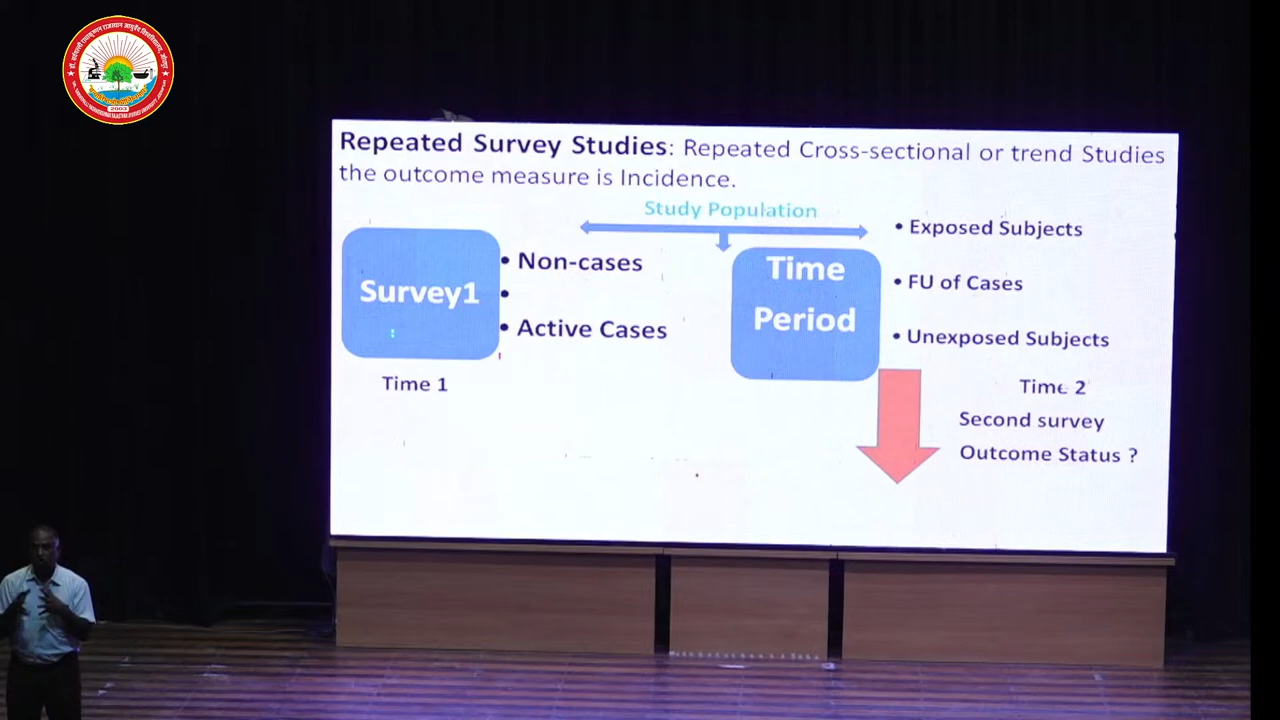 2003
Repeated Survey Studies: Repeated Cross-sectional or trend Studies
the outcome measure is Incidence.
Study Population
Survey1
• Non-cases
•
• Active Cases
Time 1
Time
Period
• Exposed Subjects
• FU of Cases
• Unexposed Subjects
Time 2
Second survey
Outcome Status ?